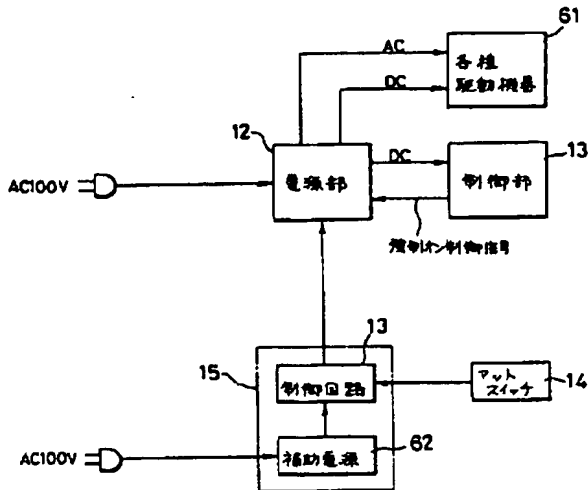 61
AC
各種
駆動機器
DC
12
13
電源部
DC
制御部
AC100V
強制オン制御信号
13
15
制御回路
マット
スイッチ
14
AC100V
補助電源
62